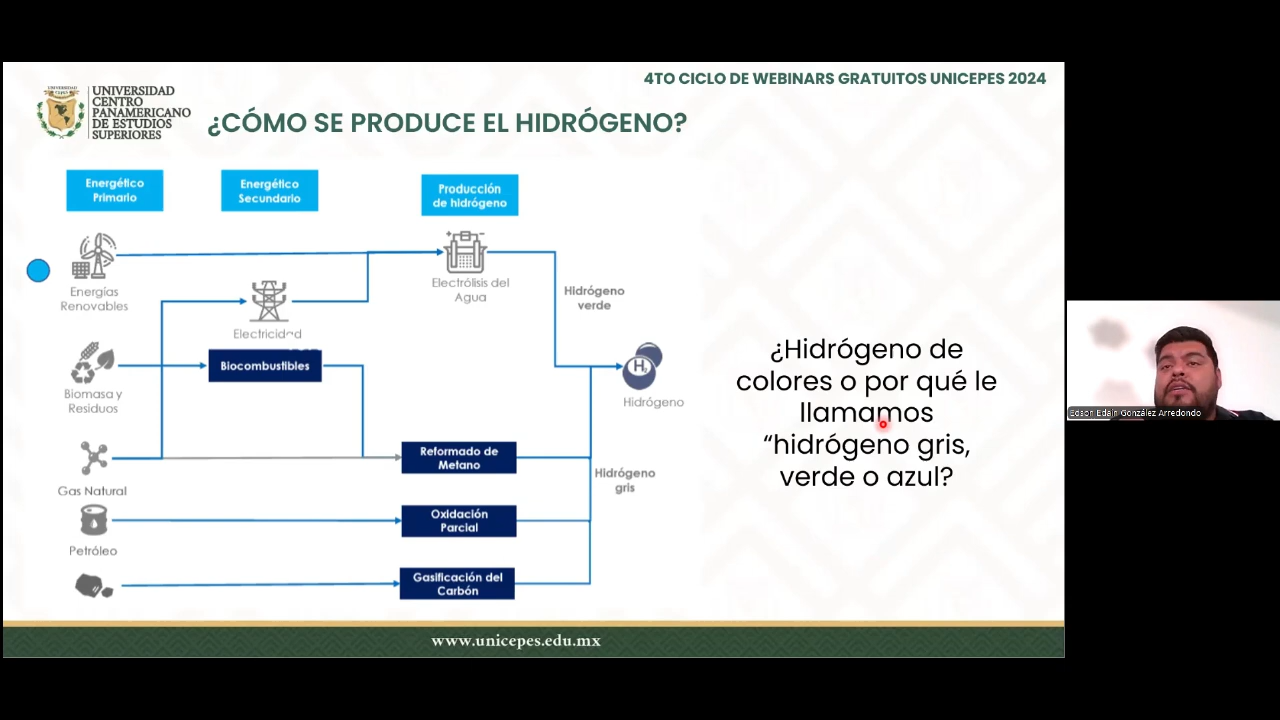 4TO CICLO DE WEBINARS GRATUITOS UNICEPES 2024
UNIVERSIDAD
CENTRO
PANAMERICANO
DE ESTUDIOS
SUPERIORES
¿CÓMO SE PRODUCE EL HIDRÓGENO?
Energético
Primario
Energético
Secundario
Producción
de hidrógeno
Energías
Renovables
Electricidad
Electrólisis del
Agua
Hidrógeno
verde
Biomasa y
Residuos
Biocombustibles
H
Hidrógeno
Gas Natural
Reformado de
Metano
Hidrógeno
gris
Petróleo
Oxidación
Parcial
Gasificación del
Carbón
¿Hidrógeno de
colores o por qué le
llamamos
“hidrógeno gris,
verde o azul?
Edson Edain González Arredondo
www.unicepes.edu.mx